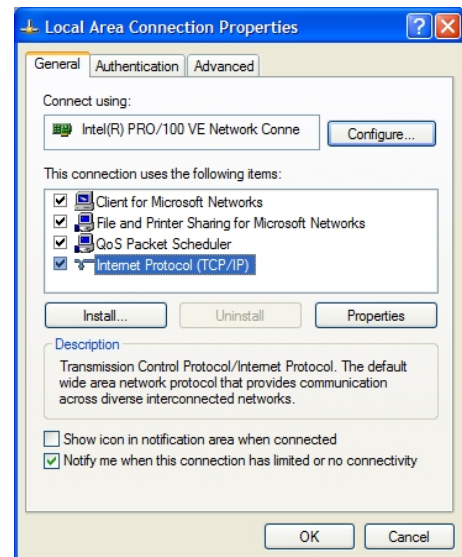 Local Area Connection Properties
General Authentication Advanced
Connect using:
Intel(R) PRO/100 VE Network Conne
Configure...
This connection uses the following items:
Client for Microsoft Networks
File and Printer Sharing for Microsoft Networks
QoS Packet Scheduler
Internet Protocol (TCP/IP)
Install... Uninstall Properties
Description
Transmission Control Protocol/Internet Protocol. The default
wide area network protocol that provides communication
across diverse interconnected networks.
Show icon in notification area when connected
Notify me when this connection has limited or no connectivity
OK Cancel